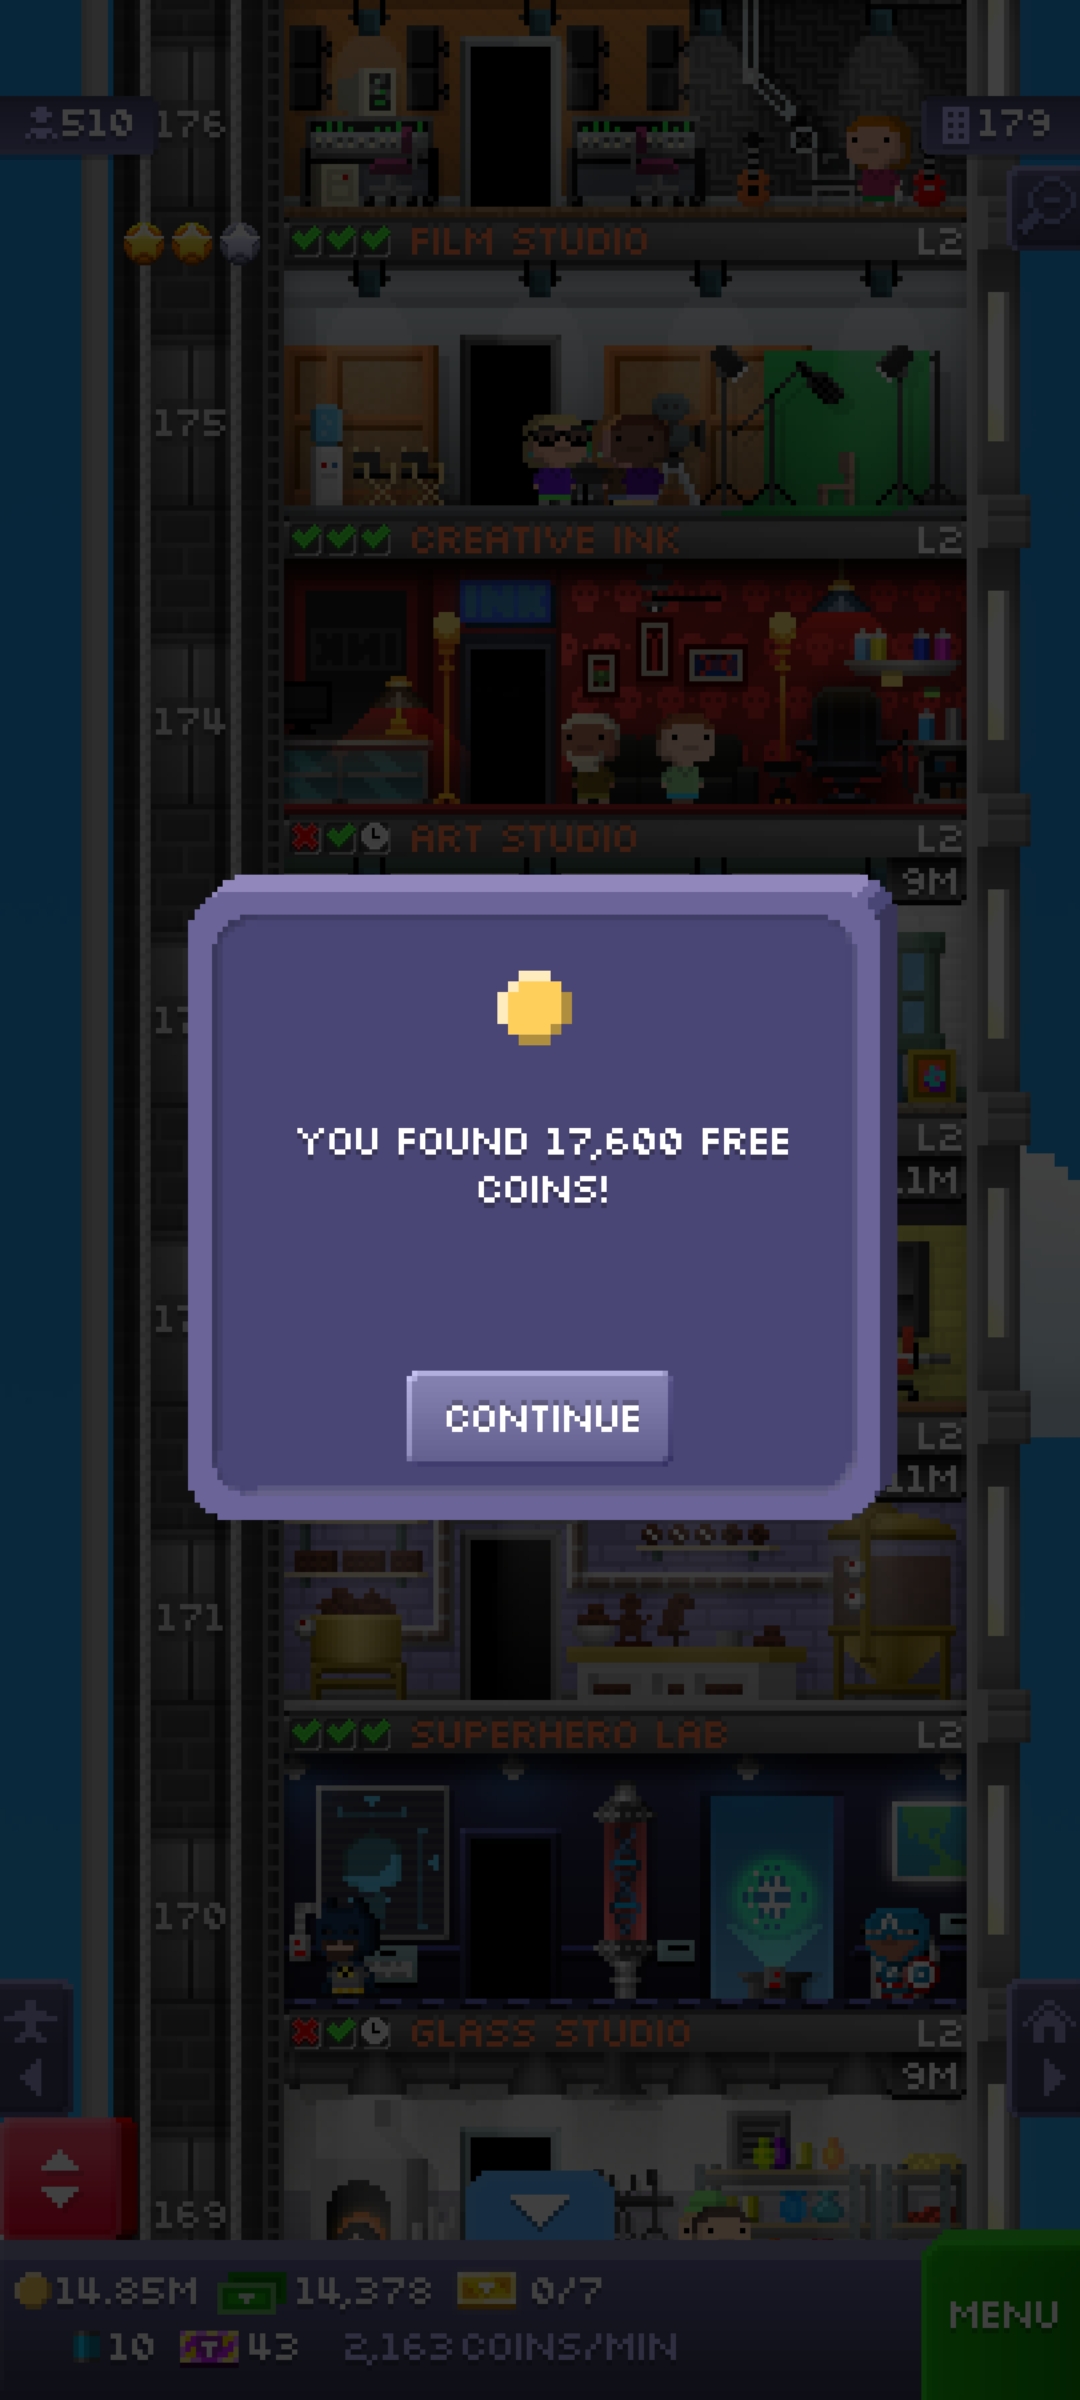 510
176
179
FILM STUDIO
L2
175
CREATIVE INK
L2
INK
174
ART STUDIO
L2
9M
YOU FOUND 17,600 FREE
COINS!
L2
L2
CONTINUE
171
SUPERHERO LAB
L2
170
GLASS STUDIO
L2
9M
169
14.85M
14,378
0/7
MENU
10
43
2,163 COINS/MIN